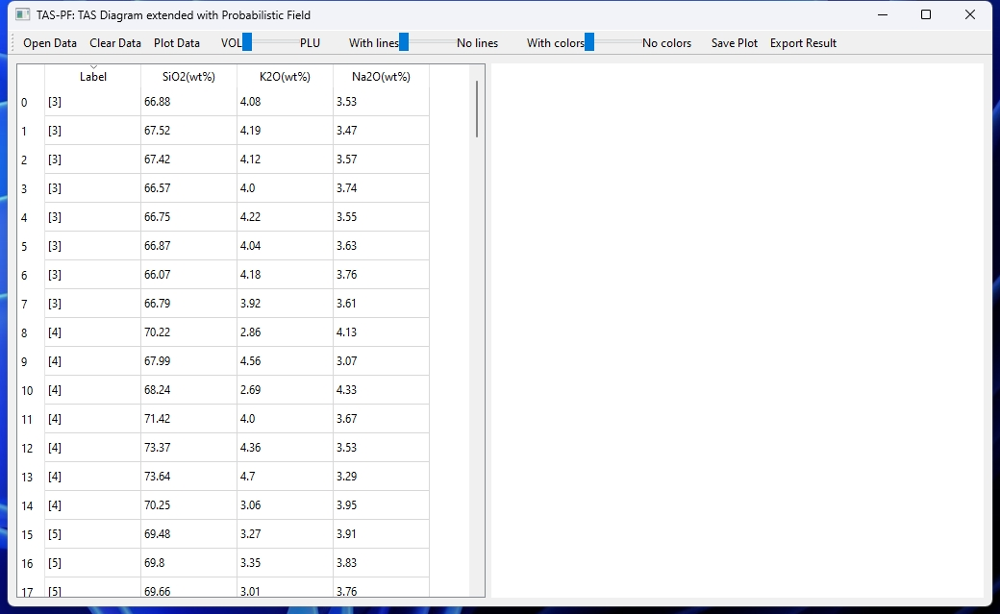 TAS-PF: TAS Diagram extended with Probabilistic Field
Open Data Clear Data Plot Data VOL PLU With lines No lines With colors No colors Save Plot Export Result
Label SiO2(wt%) K2O(wt%) Na2O(wt%)
0 [3] 66.88 4.08 3.53
1 [3] 67.52 4.19 3.47
2 [3] 67.42 4.12 3.57
3 [3] 66.57 4.0 3.74
4 [3] 66.75 4.22 3.55
5 [3] 66.87 4.04 3.63
6 [3] 66.07 4.18 3.76
7 [3] 66.79 3.92 3.61
8 [4] 70.22 2.86 4.13
9 [4] 67.99 4.56 3.07
10 [4] 68.24 2.69 4.33
11 [4] 71.42 4.0 3.67
12 [4] 73.37 4.36 3.53
13 [4] 73.64 4.7 3.29
14 [4] 70.25 3.06 3.95
15 [5] 69.48 3.27 3.91
16 [5] 69.8 3.35 3.83
17 [5] 69.66 3.01 3.76